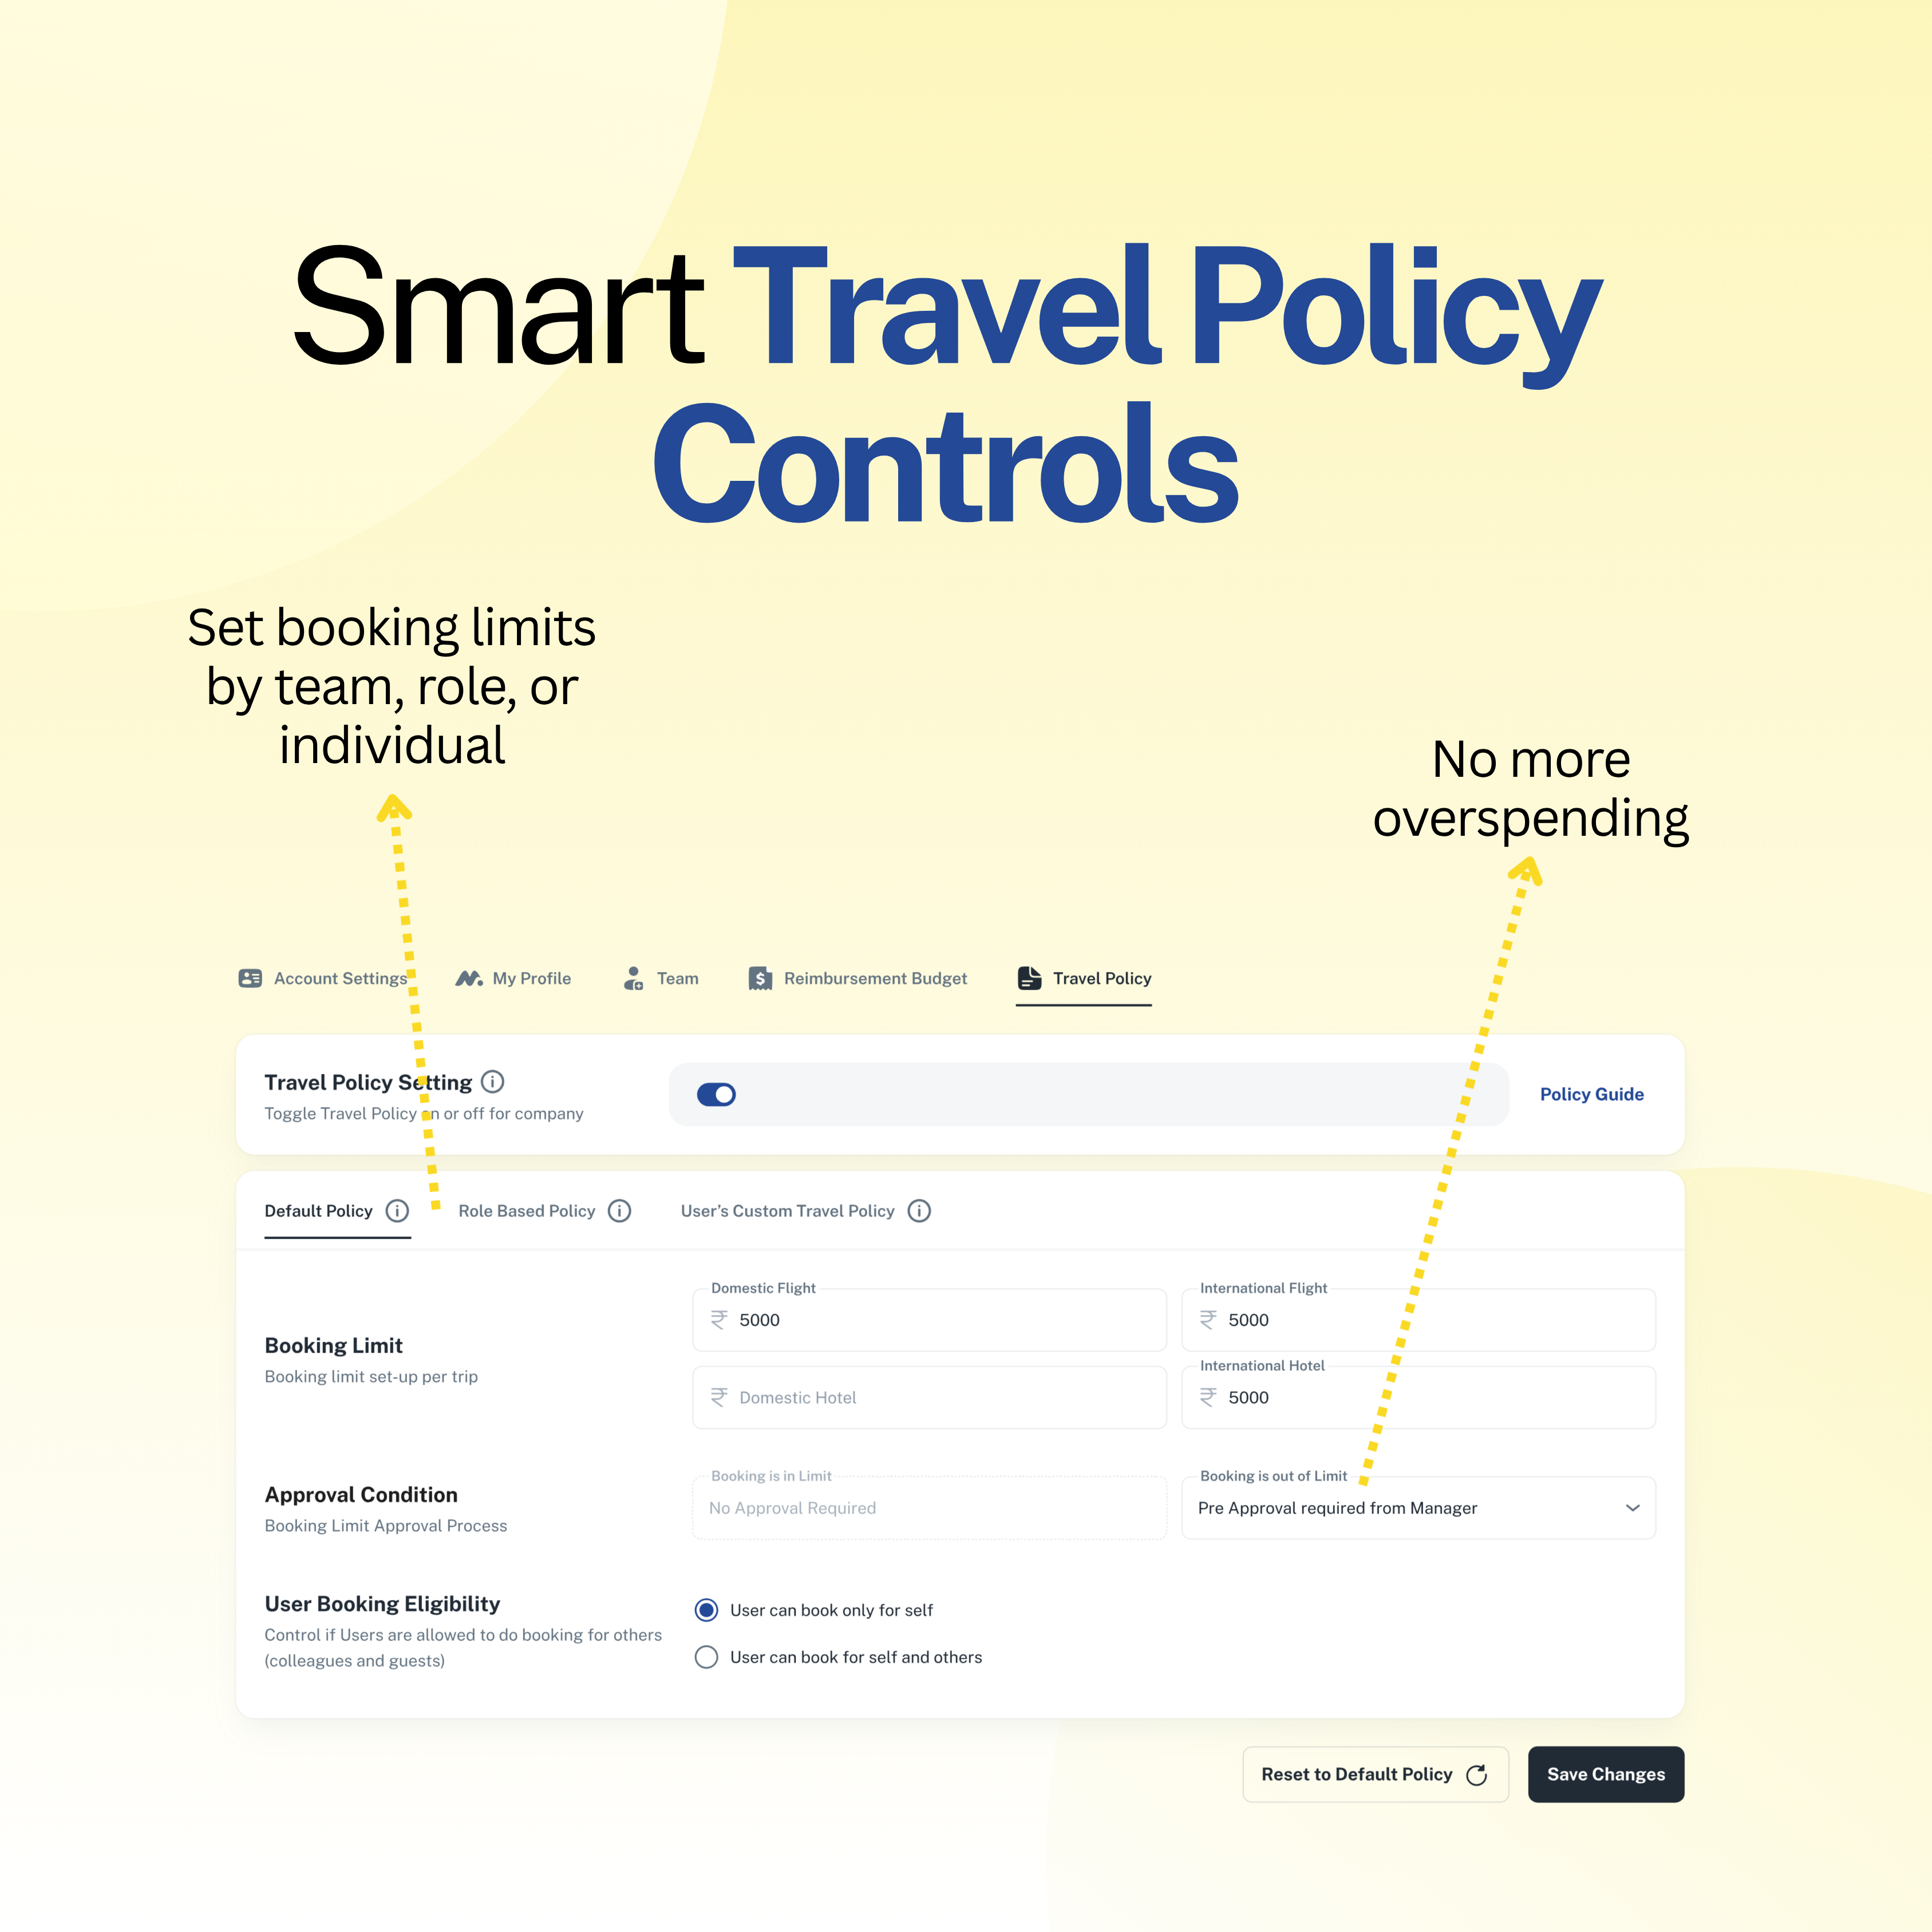 Smart Travel Policy
Controls
Set booking limits
by team, role, or
individual
No more
overspending
Account Settings
My Profile
Team
Reimbursement Budget
Travel Policy
Travel Policy Setting
Toggle Travel Policy on or off for company
Policy Guide
Default Policy
Role Based Policy
User’s Custom Travel Policy
Booking Limit
Booking limit set-up per trip
Domestic Flight
₹ 5000
International Flight
₹ 5000
₹ Domestic Hotel
International Hotel
₹ 5000
Approval Condition
Booking Limit Approval Process
Booking is in Limit
No Approval Required
Booking is out of Limit
Pre Approval required from Manager
User Booking Eligibility
Control if Users are allowed to do booking for others
(colleagues and guests)
User can book only for self
User can book for self and others
Reset to Default Policy
Save Changes